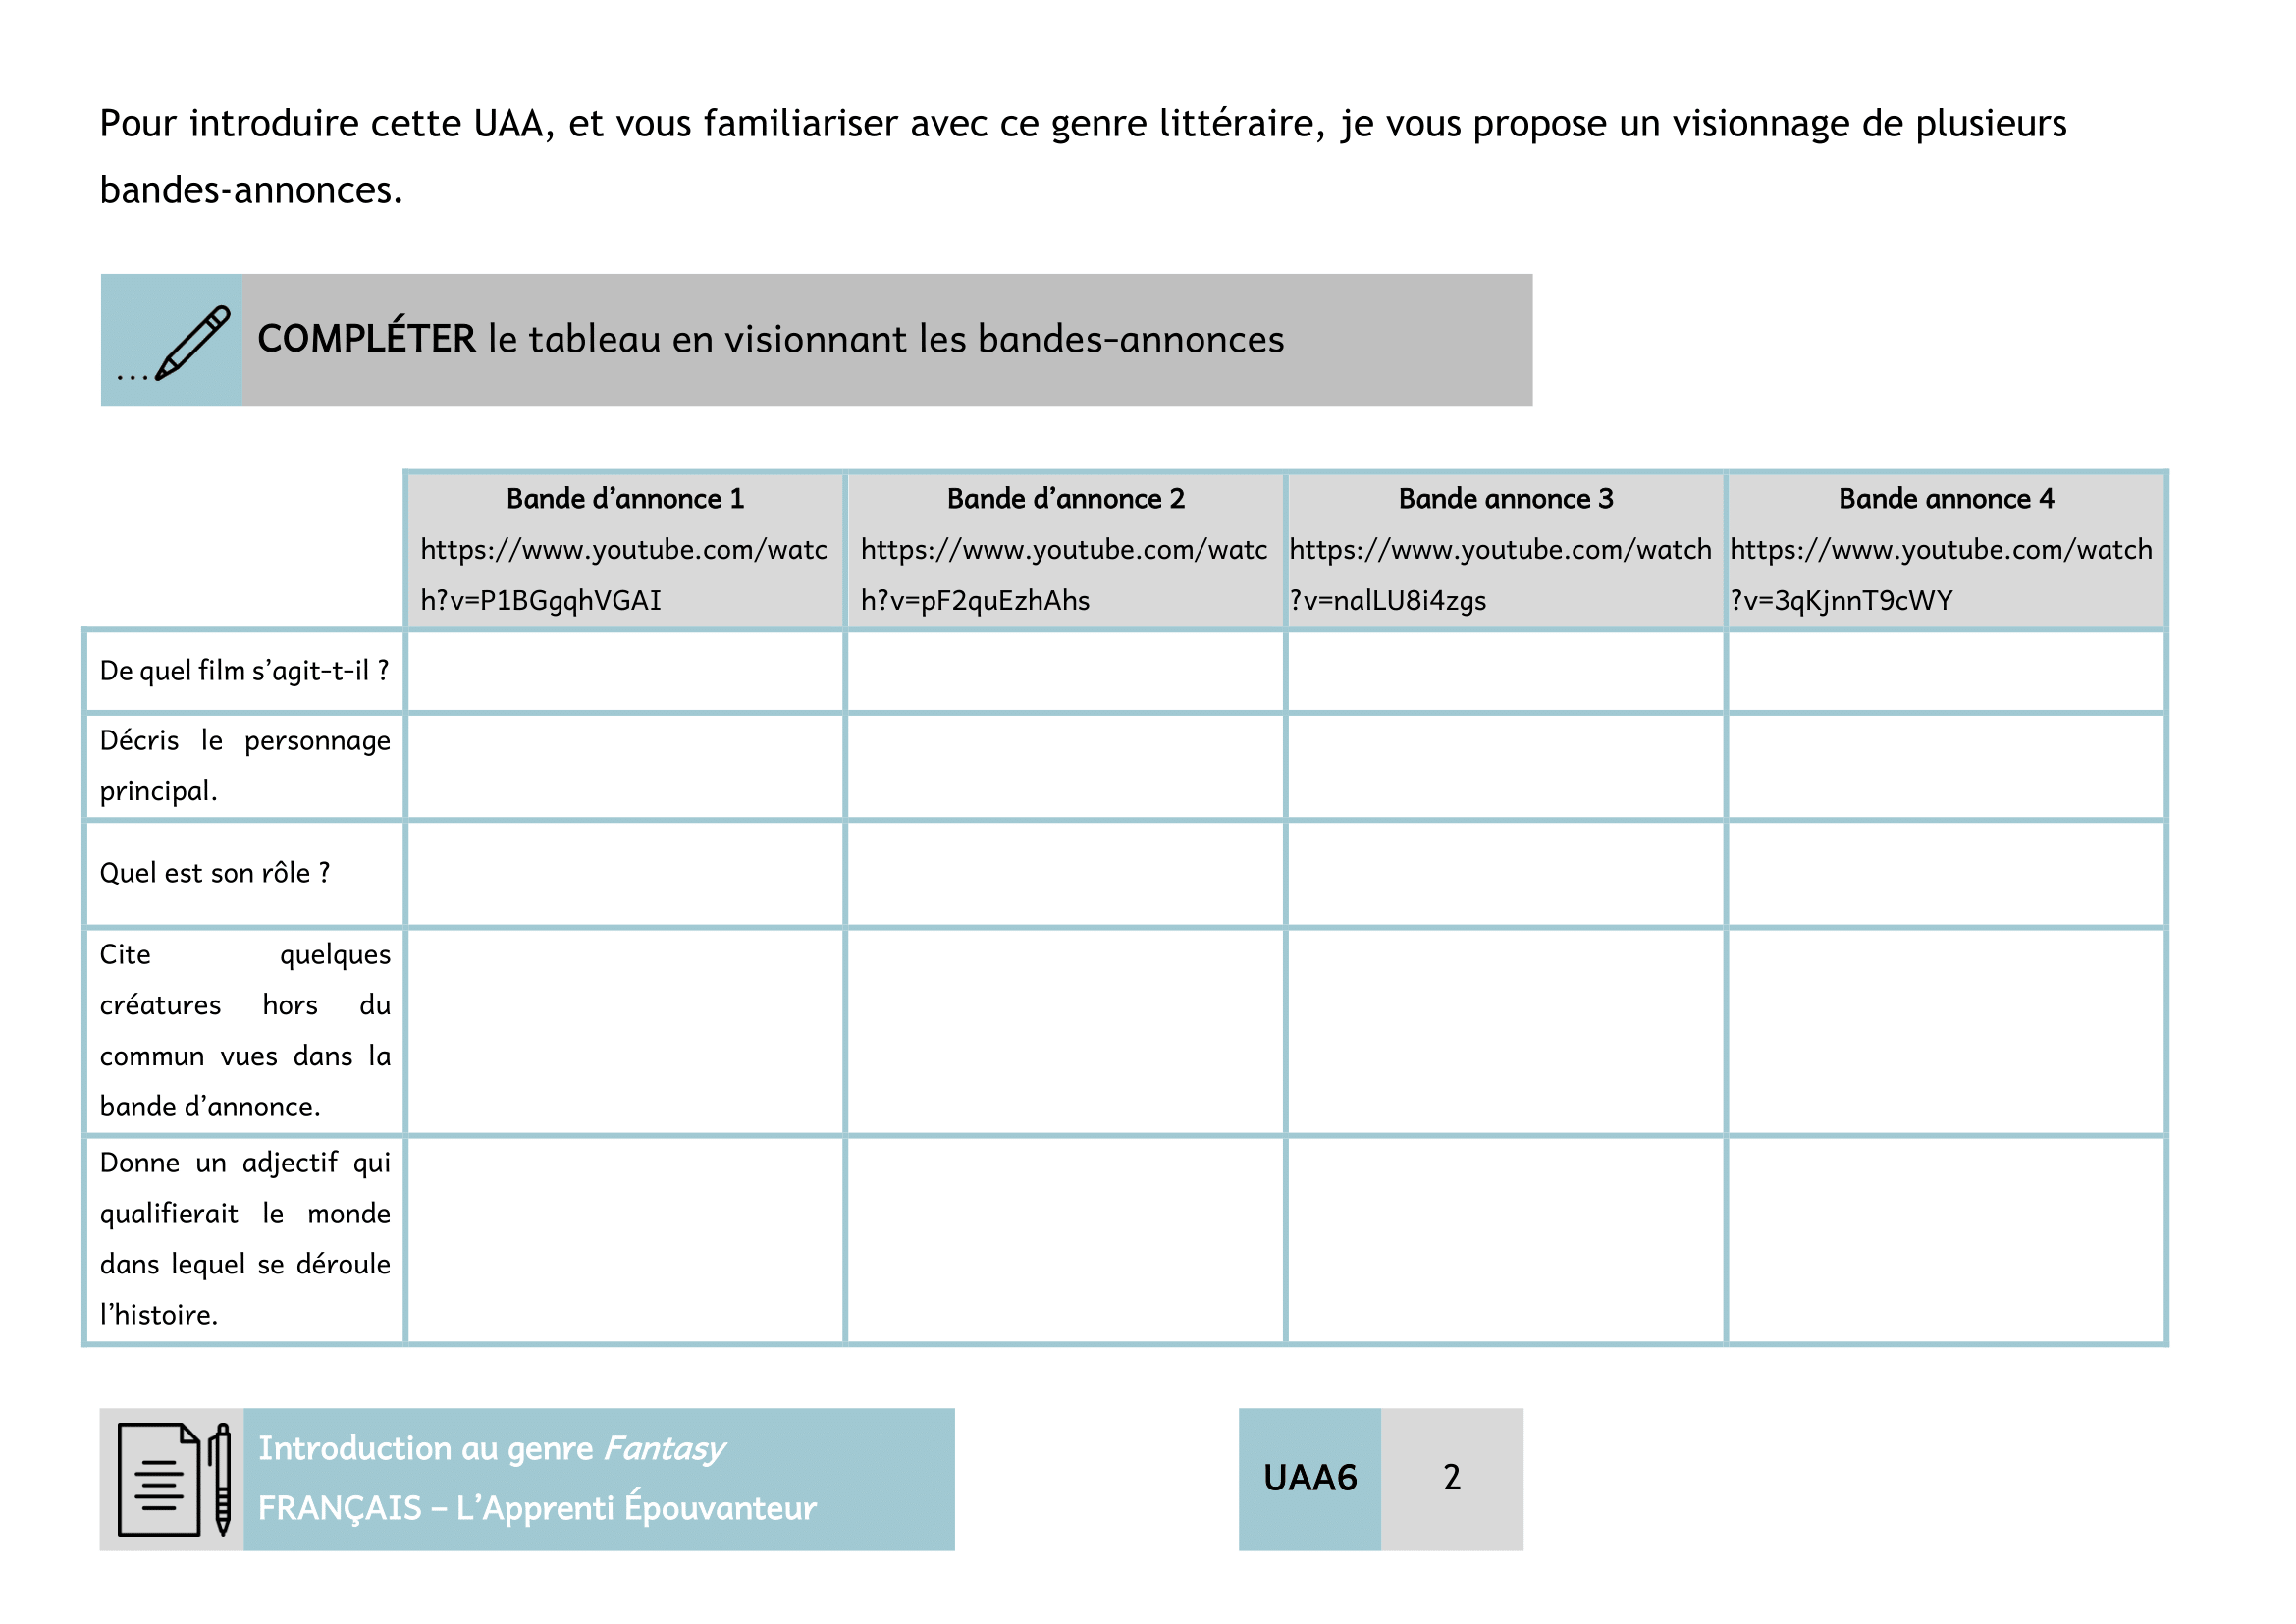 Pour introduire cette UAA, et vous familiariser avec ce genre littéraire, je vous propose un visionnage de plusieurs
bandes-annonces.
COMPLÉTER le tableau en visionnant les bandes-annonces
Bande d’annonce 1
https://www.youtube.com/watc
h?v=P1BGgqhVGAI
Bande d’annonce 2
https://www.youtube.com/watc
h?v=pF2quEzhAhs
Bande annonce 3
https://www.youtube.com/watch
?v=nalLU8i4zgs
Bande annonce 4
https://www.youtube.com/watch
?v=3qKjnnT9cWY
De quel film s’agit-t-il ?
Décris le personnage
principal.
Quel est son rôle ?
Cite quelques
créatures hors du
commun vues dans la
bande d’annonce.
Donne un adjectif qui
qualifierait le monde
dans lequel se déroule
l’histoire.
Introduction au genre Fantasy
FRANÇAIS – L’Apprenti Épouvanteur
UAA6
2